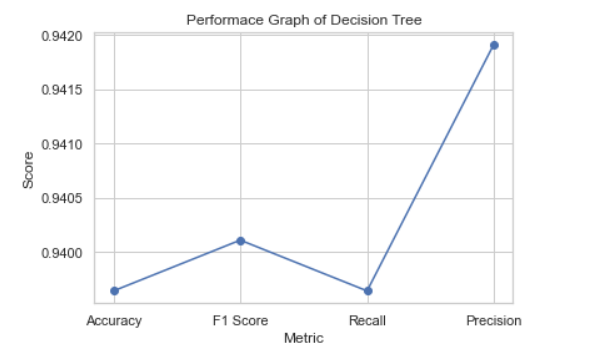 Performace Graph of Decision Tree
0.9420
0.9415
0.9410
0.9405
0.9400
Score
Accuracy F1 Score Recall Precision
Metric